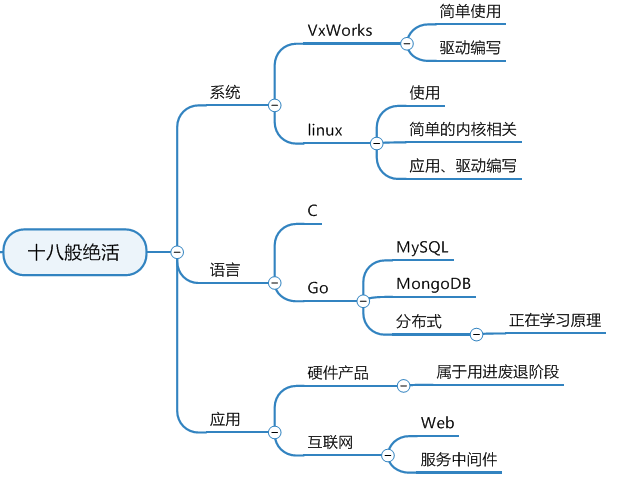 十八般绝活
系统
VxWorks
简单使用
驱动编写
linux
使用
简单的内核相关
应用、驱动编写
语言
C
Go
MySQL
MongoDB
分布式
正在学习原理
应用
硬件产品
属于用进废退阶段
互联网
Web
服务中间件